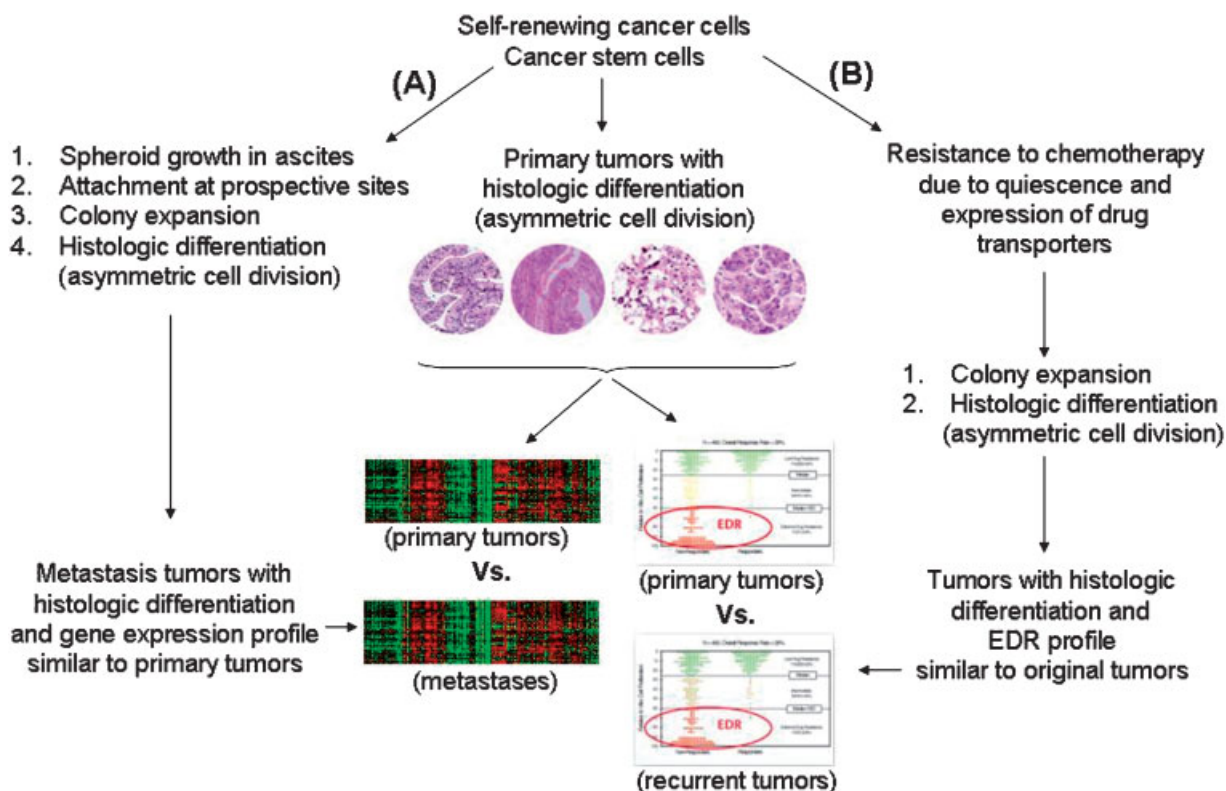 Self-renewing cancer cells
Cancer stem cells
(A)
(B)
1. Spheroid growth in ascites
2. Attachment at prospective sites
3. Colony expansion
4. Histologic differentiation
(asymmetric cell division)
Primary tumors with
histologic differentiation
(asymmetric cell division)
Resistance to chemotherapy
due to quiescence and
expression of drug
transporters
1. Colony expansion
2. Histologic differentiation
(asymmetric cell division)
(primary tumors)
Vs.
(metastases)
EDR
(primary tumors)
Vs.
EDR
(recurrent tumors)
Metastasis tumors with
histologic differentiation
and gene expression profile
similar to primary tumors
Tumors with histologic
differentiation and
EDR profile
similar to original tumors